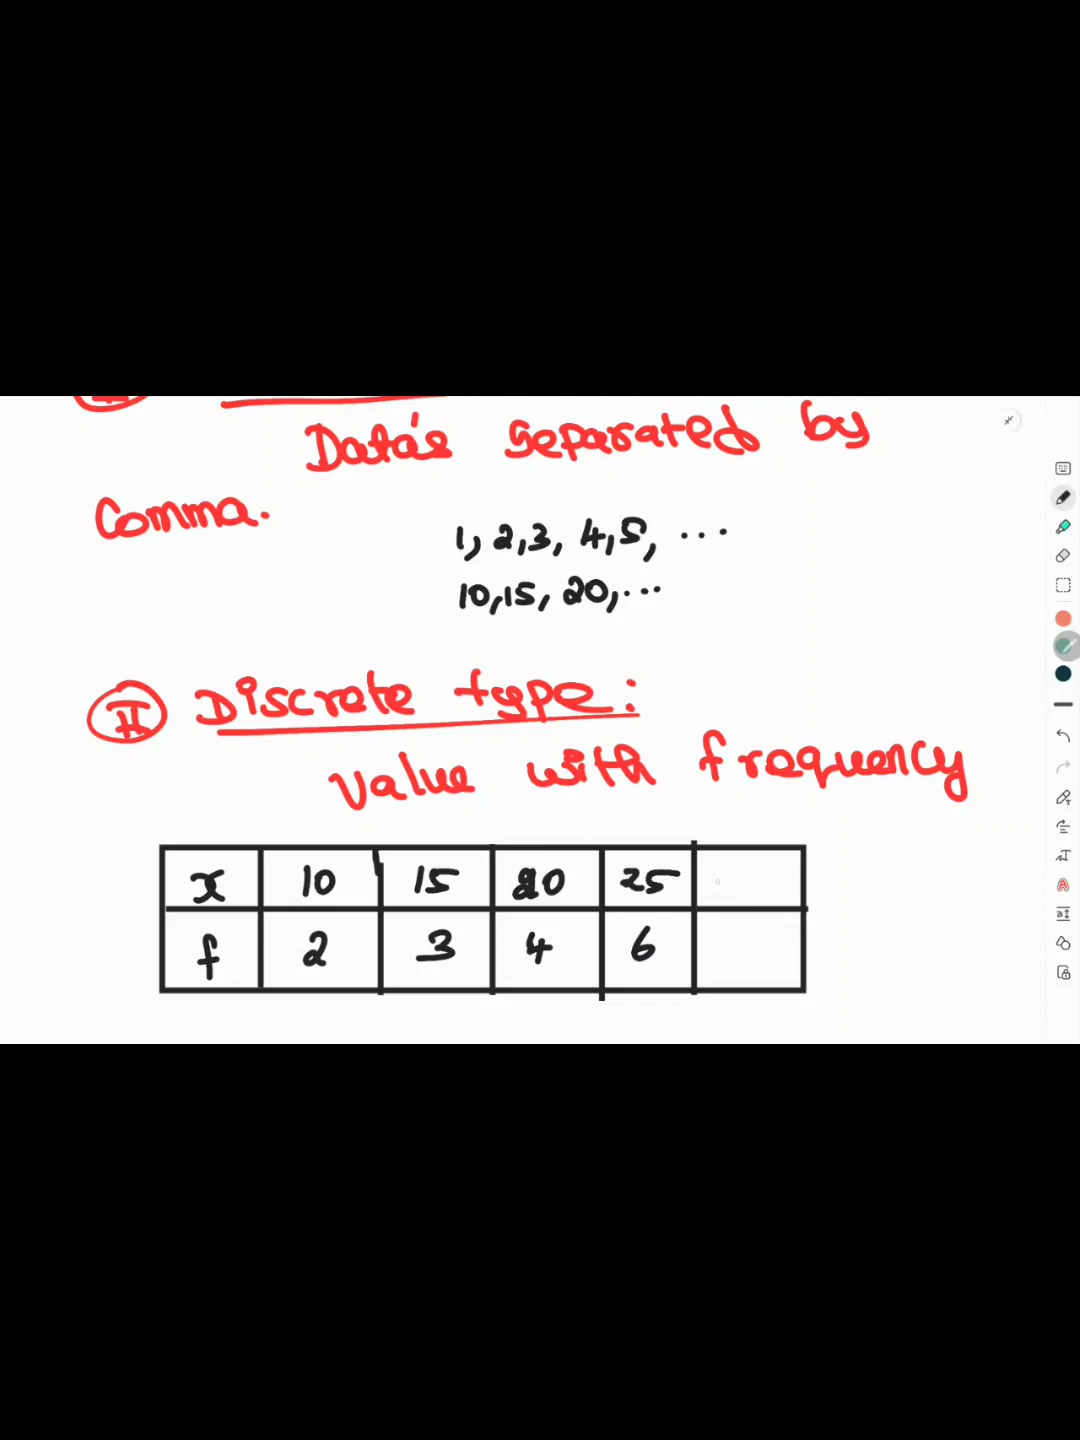 Data's separated by
Comma.
1, 2,3, 4,5, ...
10,15, 20,...
II Discrete type:
Value with frequency
x 10 15 20 25
f 2 3 4 6